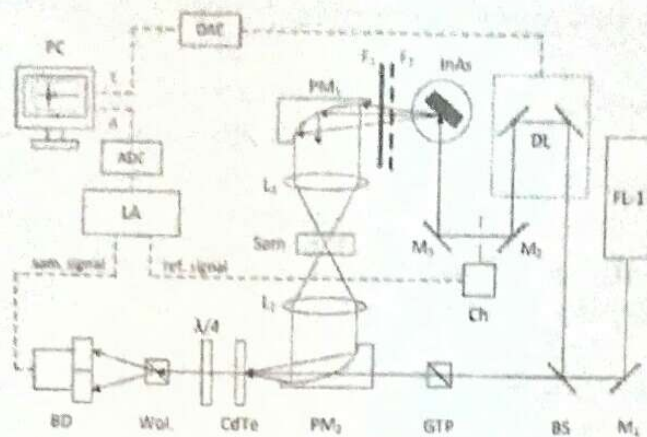 PC
DAC
t
A
ADC
LA
sam. signal
ref. signal
PM₁
F₁
F₂
InAs
DL
FL-1
L₁
Sam
L₂
M₃
M₂
Ch
λ/4
BD
Wol.
CdTe
PM₂
GTP
BS
M₁